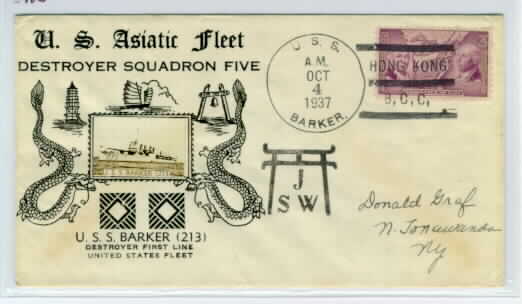 U. S. Asiatic Fleet
DESTROYER SQUADRON FIVE
U.S.S. BARKER (213)
DESTROYER FIRST LINE
UNITED STATES FLEET
U. S. S.
A.M.
OCT
4
1937
BARKER.
HONG KONG
B. C. C.
J
S W
Donald Graf
N. Tonawanda
NY